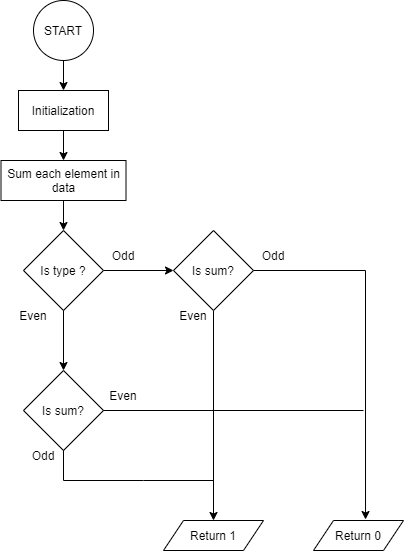 START
Initialization
Sum each element in
data
Is type ?
Odd
Is sum?
Odd
Even
Even
Is sum?
Even
Odd
Return 1
Return 0